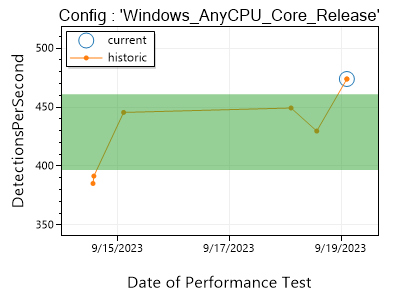 Config : 'Windows_AnyCPU_Core_Release'
current
historic
DetectionsPerSecond
500
450
400
350
9/15/2023
9/17/2023
9/19/2023
Date of Performance Test